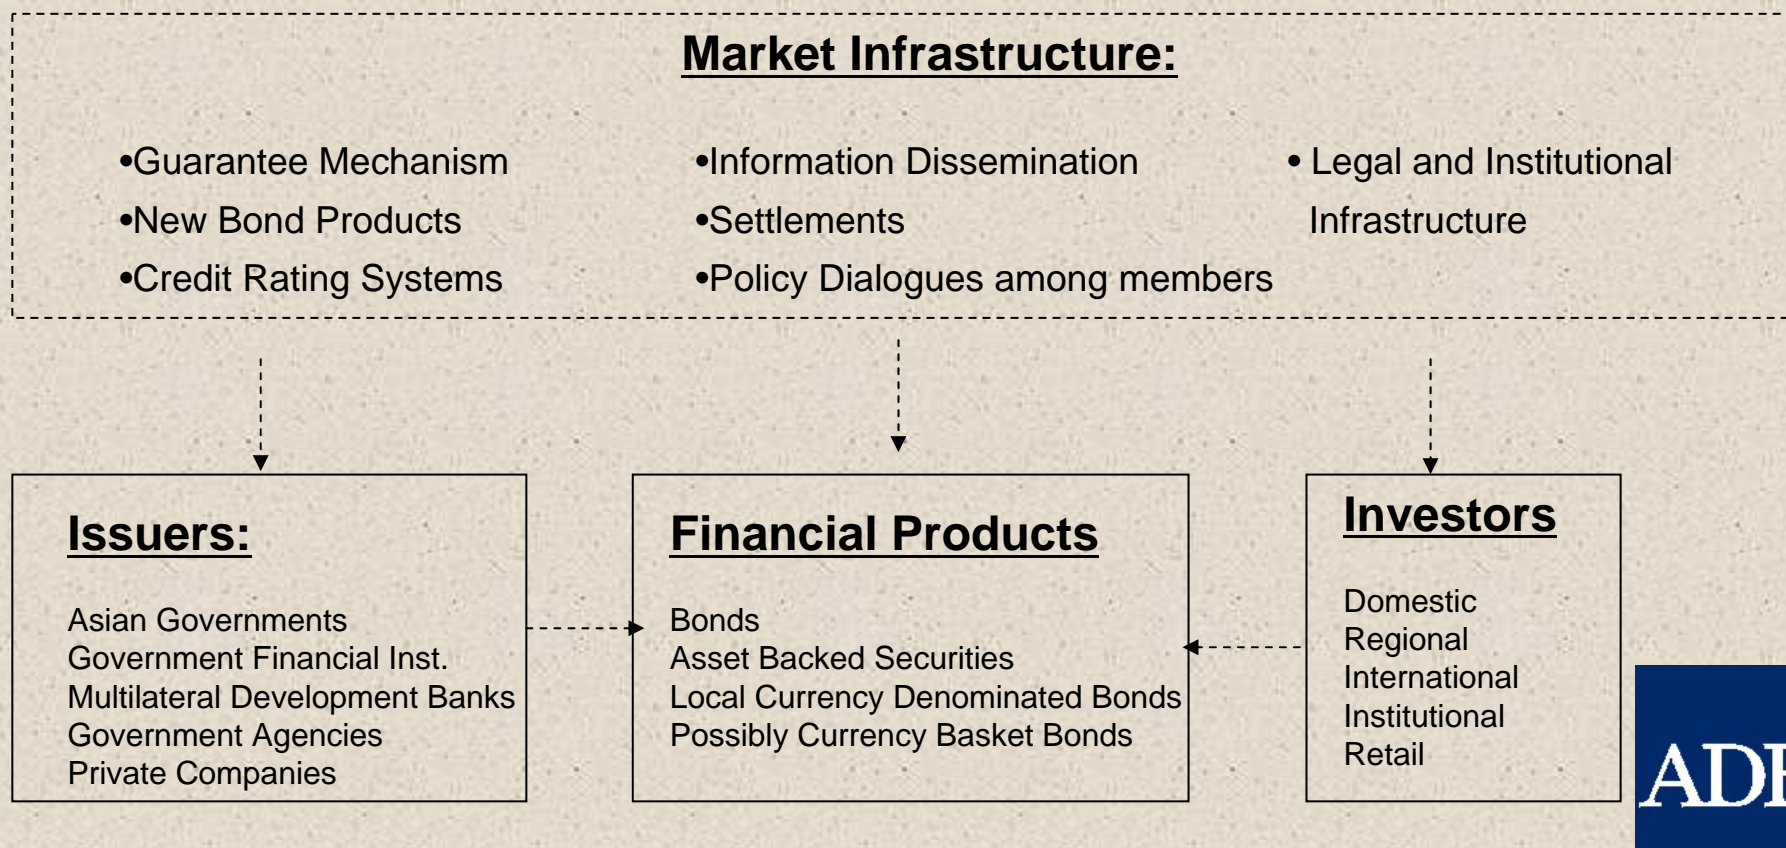 Market Infrastructure:
•Guarantee Mechanism
•New Bond Products
•Credit Rating Systems
•Information Dissemination
•Settlements
•Policy Dialogues among members
• Legal and Institutional
Infrastructure
Issuers:
Asian Governments
Government Financial Inst.
Multilateral Development Banks
Government Agencies
Private Companies
Financial Products
Bonds
Asset Backed Securities
Local Currency Denominated Bonds
Possibly Currency Basket Bonds
Investors
Domestic
Regional
International
Institutional
Retail